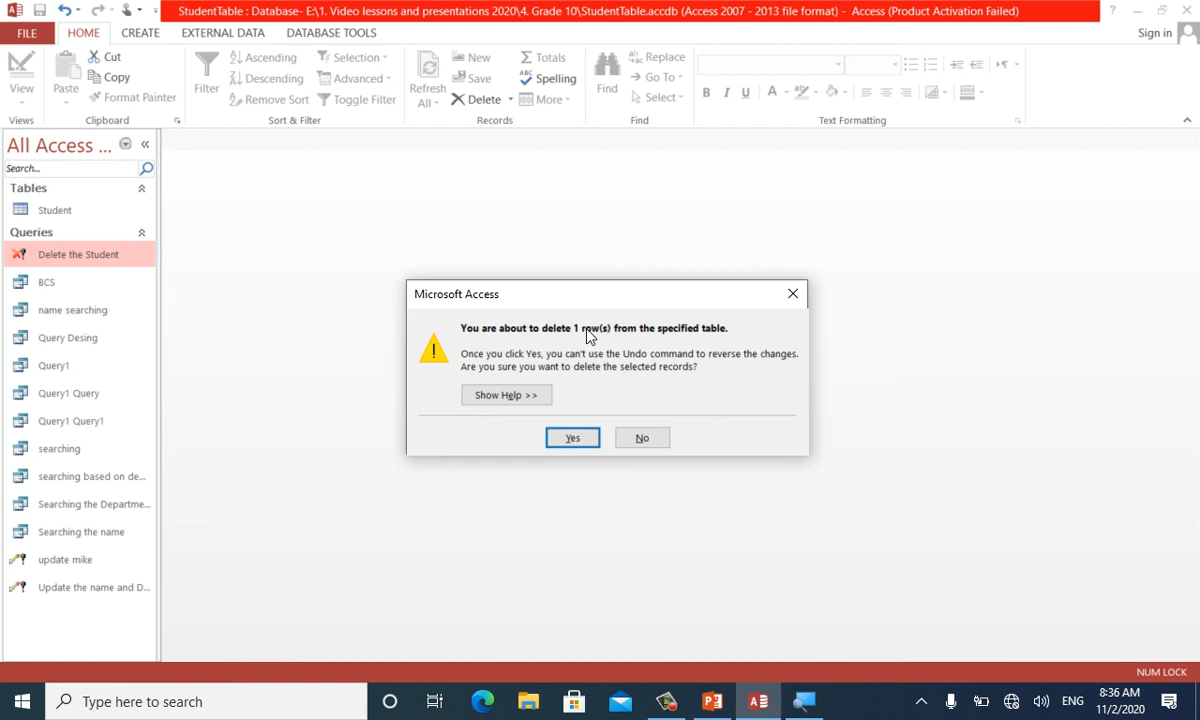 StudentTable : Database- E:\1. Video lessons and presentations 2020\4. Grade 10\StudentTable.accdb (Access 2007 - 2013 file format) - Access (Product Activation Failed)
FILE HOME CREATE EXTERNAL DATA DATABASE TOOLS Sign in
View
Views
Paste
Cut
Copy
Format Painter
Clipboard
Filter
Ascending
Descending
Remove Sort
Selection
Advanced
Toggle Filter
Sort & Filter
Refresh
All
New
Save
Delete
Totals
Spelling
More
Records
Find
Replace
Go To
Select
Find
B I U A
Text Formatting
All Access ...
Search...
Tables
Student
Queries
Delete the Student
BCS
name searching
Query Desing
Query1
Query1 Query
Query1 Query1
searching
searching based on de...
Searching the Departme...
Searching the name
update mike
Update the name and D...
Microsoft Access
You are about to delete 1 row(s) from the specified table.
Once you click Yes, you can't use the Undo command to reverse the changes.
Are you sure you want to delete the selected records?
Show Help >>
Yes No
NUM LOCK
Type here to search
ENG
8:36 AM
11/2/2020